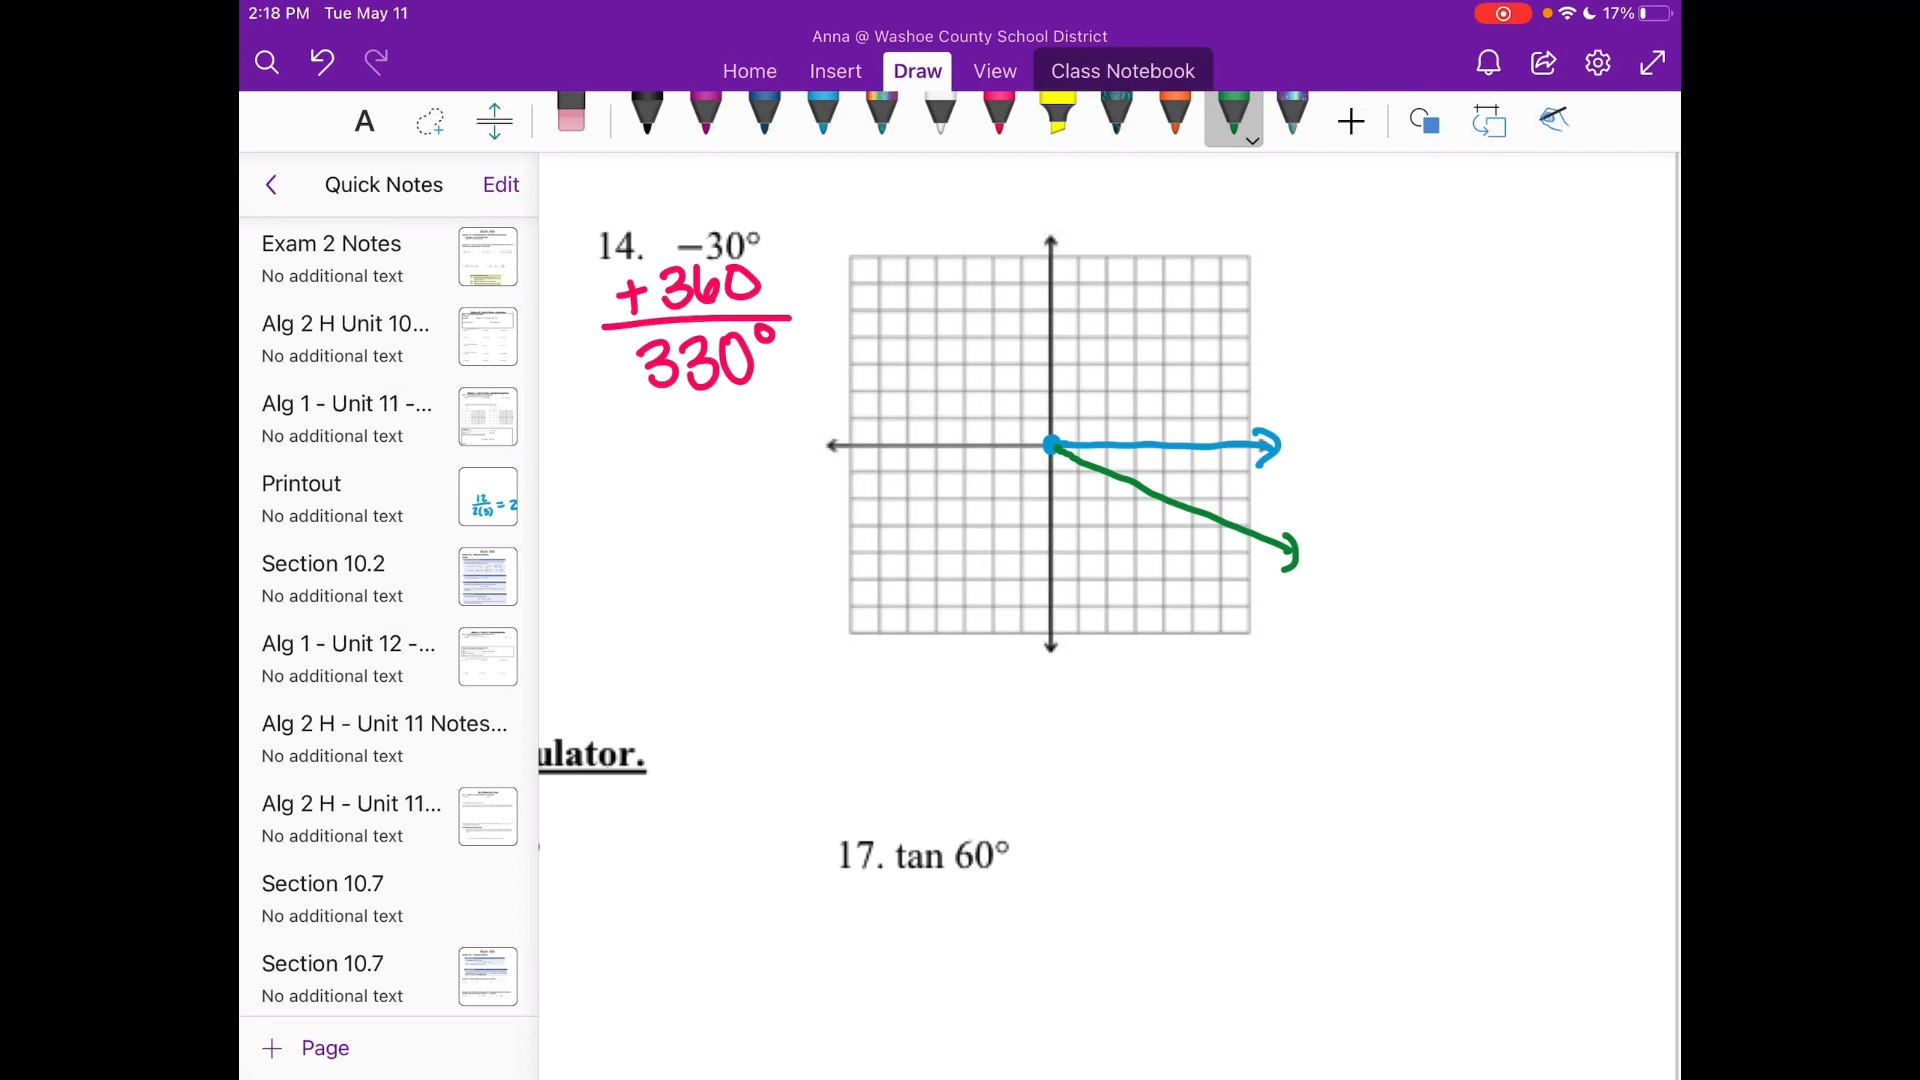 2:18 PM Tue May 11
17%
Anna @ Washoe County School District
Home Insert Draw View Class Notebook
A
Quick Notes Edit
Exam 2 Notes
No additional text
Alg 2 H Unit 10...
No additional text
Alg 1 - Unit 11 -...
No additional text
Printout
No additional text
12
2(3) = 2
Section 10.2
No additional text
Alg 1 - Unit 12 -...
No additional text
Alg 2 H - Unit 11 Notes...
No additional text
Alg 2 H - Unit 11...
No additional text
Section 10.7
No additional text
Section 10.7
No additional text
+ Page
14. −30°
+ 360
330°
ulator.
17. tan 60°